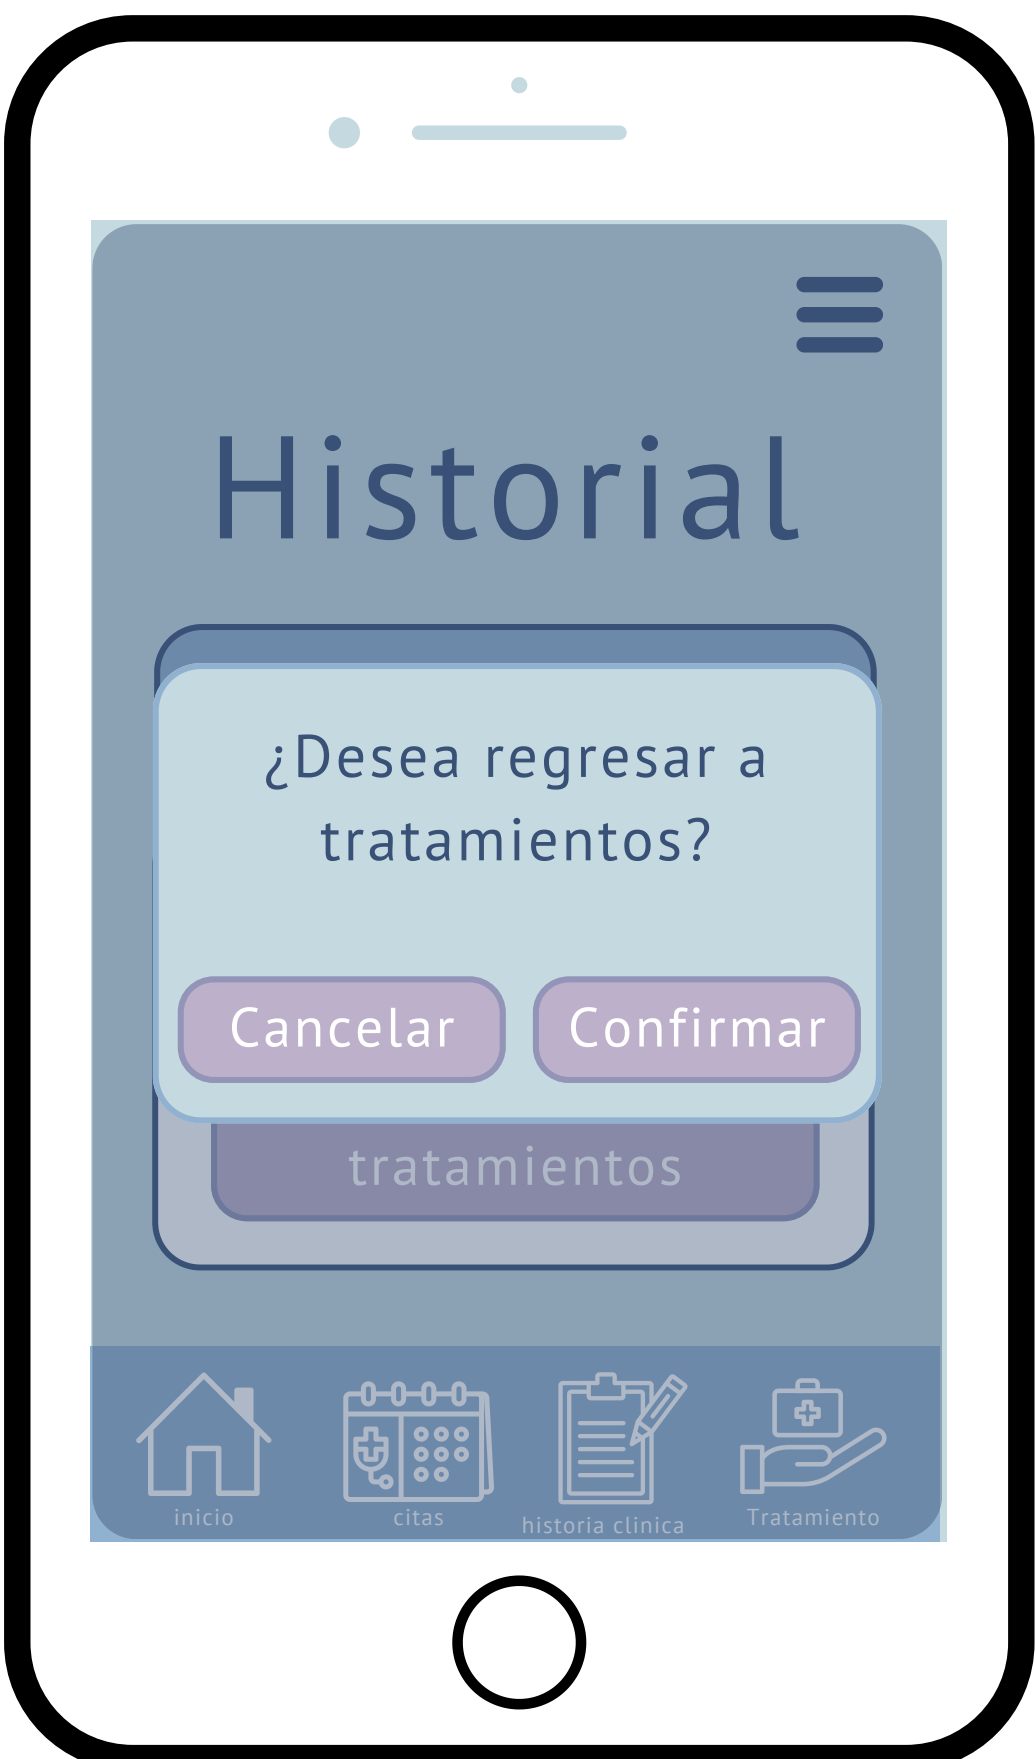 Historial
¿Desea regresar a
tratamientos?
Cancelar
Confirmar
tratamientos
inicio
citas
historia clinica
Tratamiento